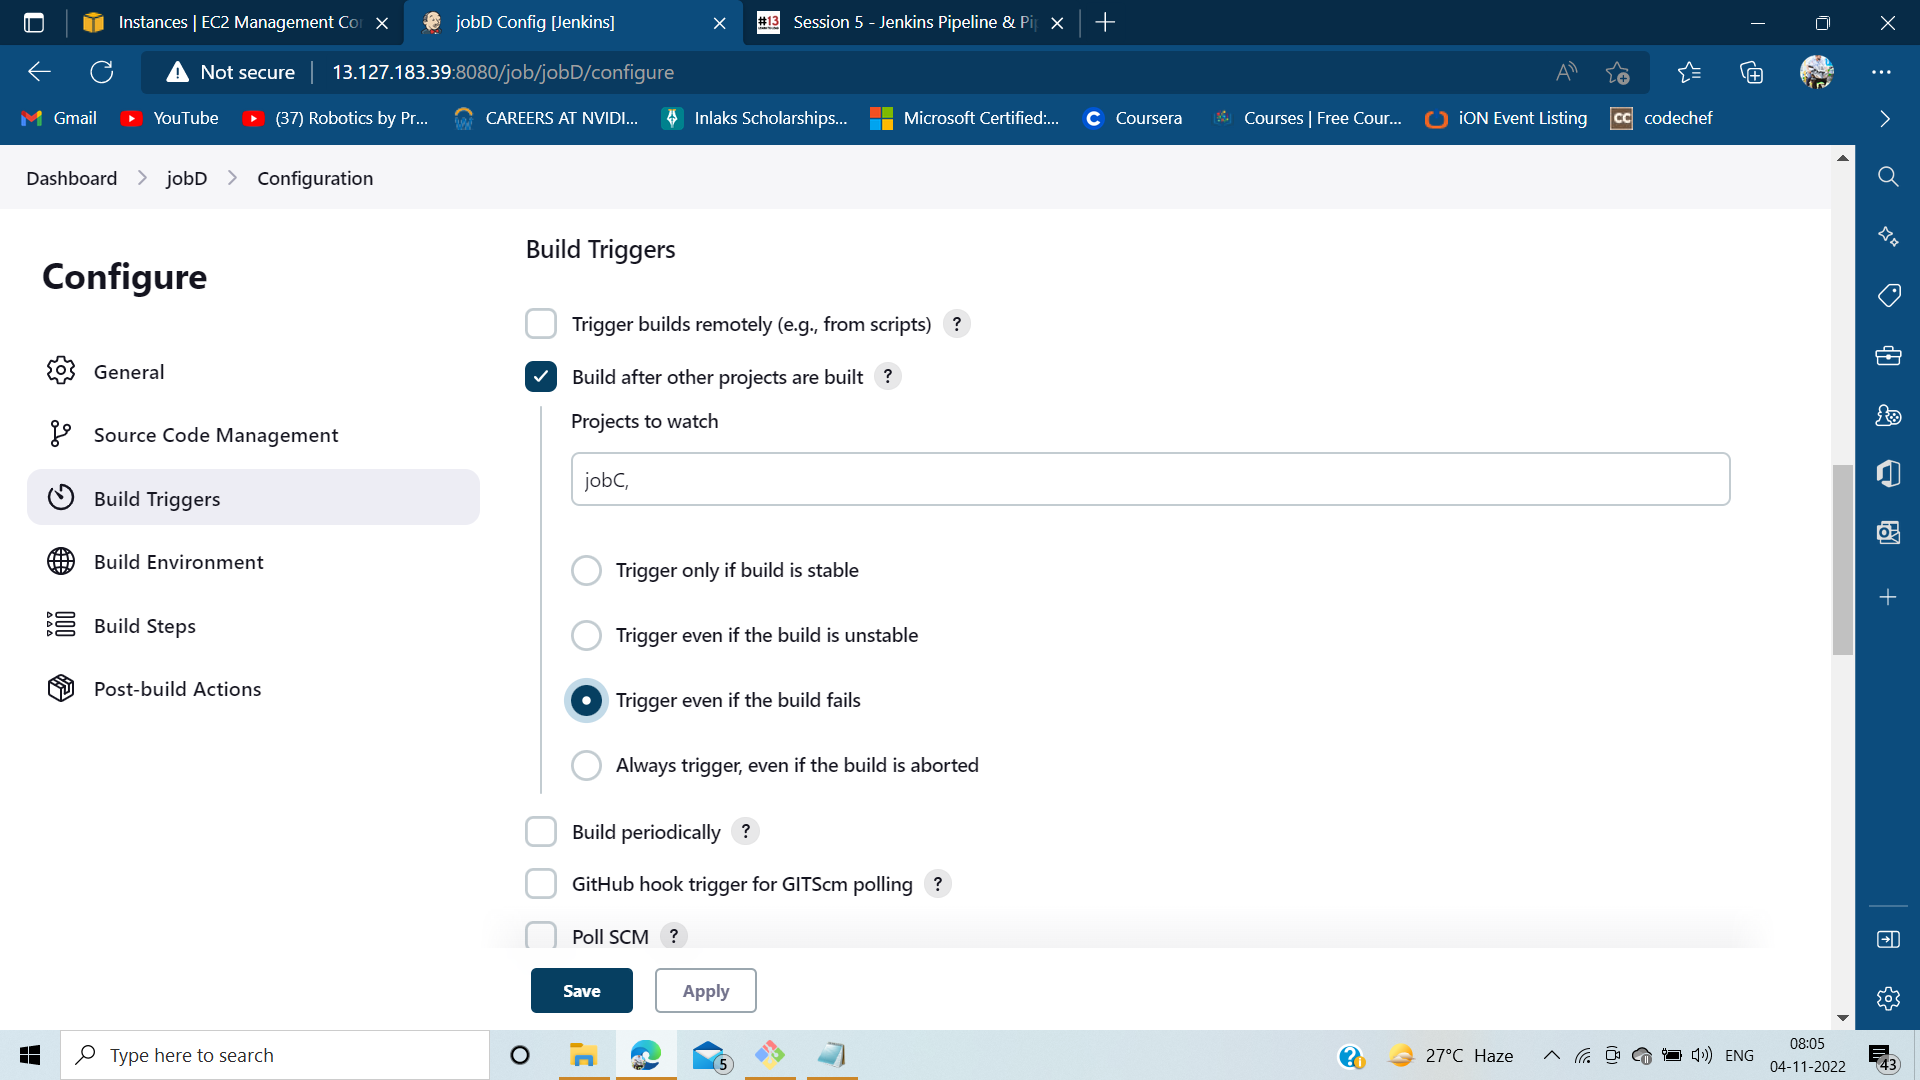 Instances | EC2 Management Co
jobD Config [Jenkins]
#13
Session 5 - Jenkins Pipeline & Pi
Not secure
13.127.183.39:8080/job/jobD/configure
Gmail
YouTube
(37) Robotics by Pr...
CAREERS AT NVIDI...
Inlaks Scholarships...
Microsoft Certified:...
Coursera
Courses | Free Cour...
iON Event Listing
CC
codechef
Dashboard
jobD
Configuration
Configure
General
Source Code Management
Build Triggers
Build Environment
Build Steps
Post-build Actions
Build Triggers
Trigger builds remotely (e.g., from scripts) ?
Build after other projects are built ?
Projects to watch
jobC,
Trigger only if build is stable
Trigger even if the build is unstable
Trigger even if the build fails
Always trigger, even if the build is aborted
Build periodically ?
GitHub hook trigger for GITScm polling ?
Poll SCM ?
Save
Apply
Type here to search
5
27°C Haze
ENG
08:05
04-11-2022
43